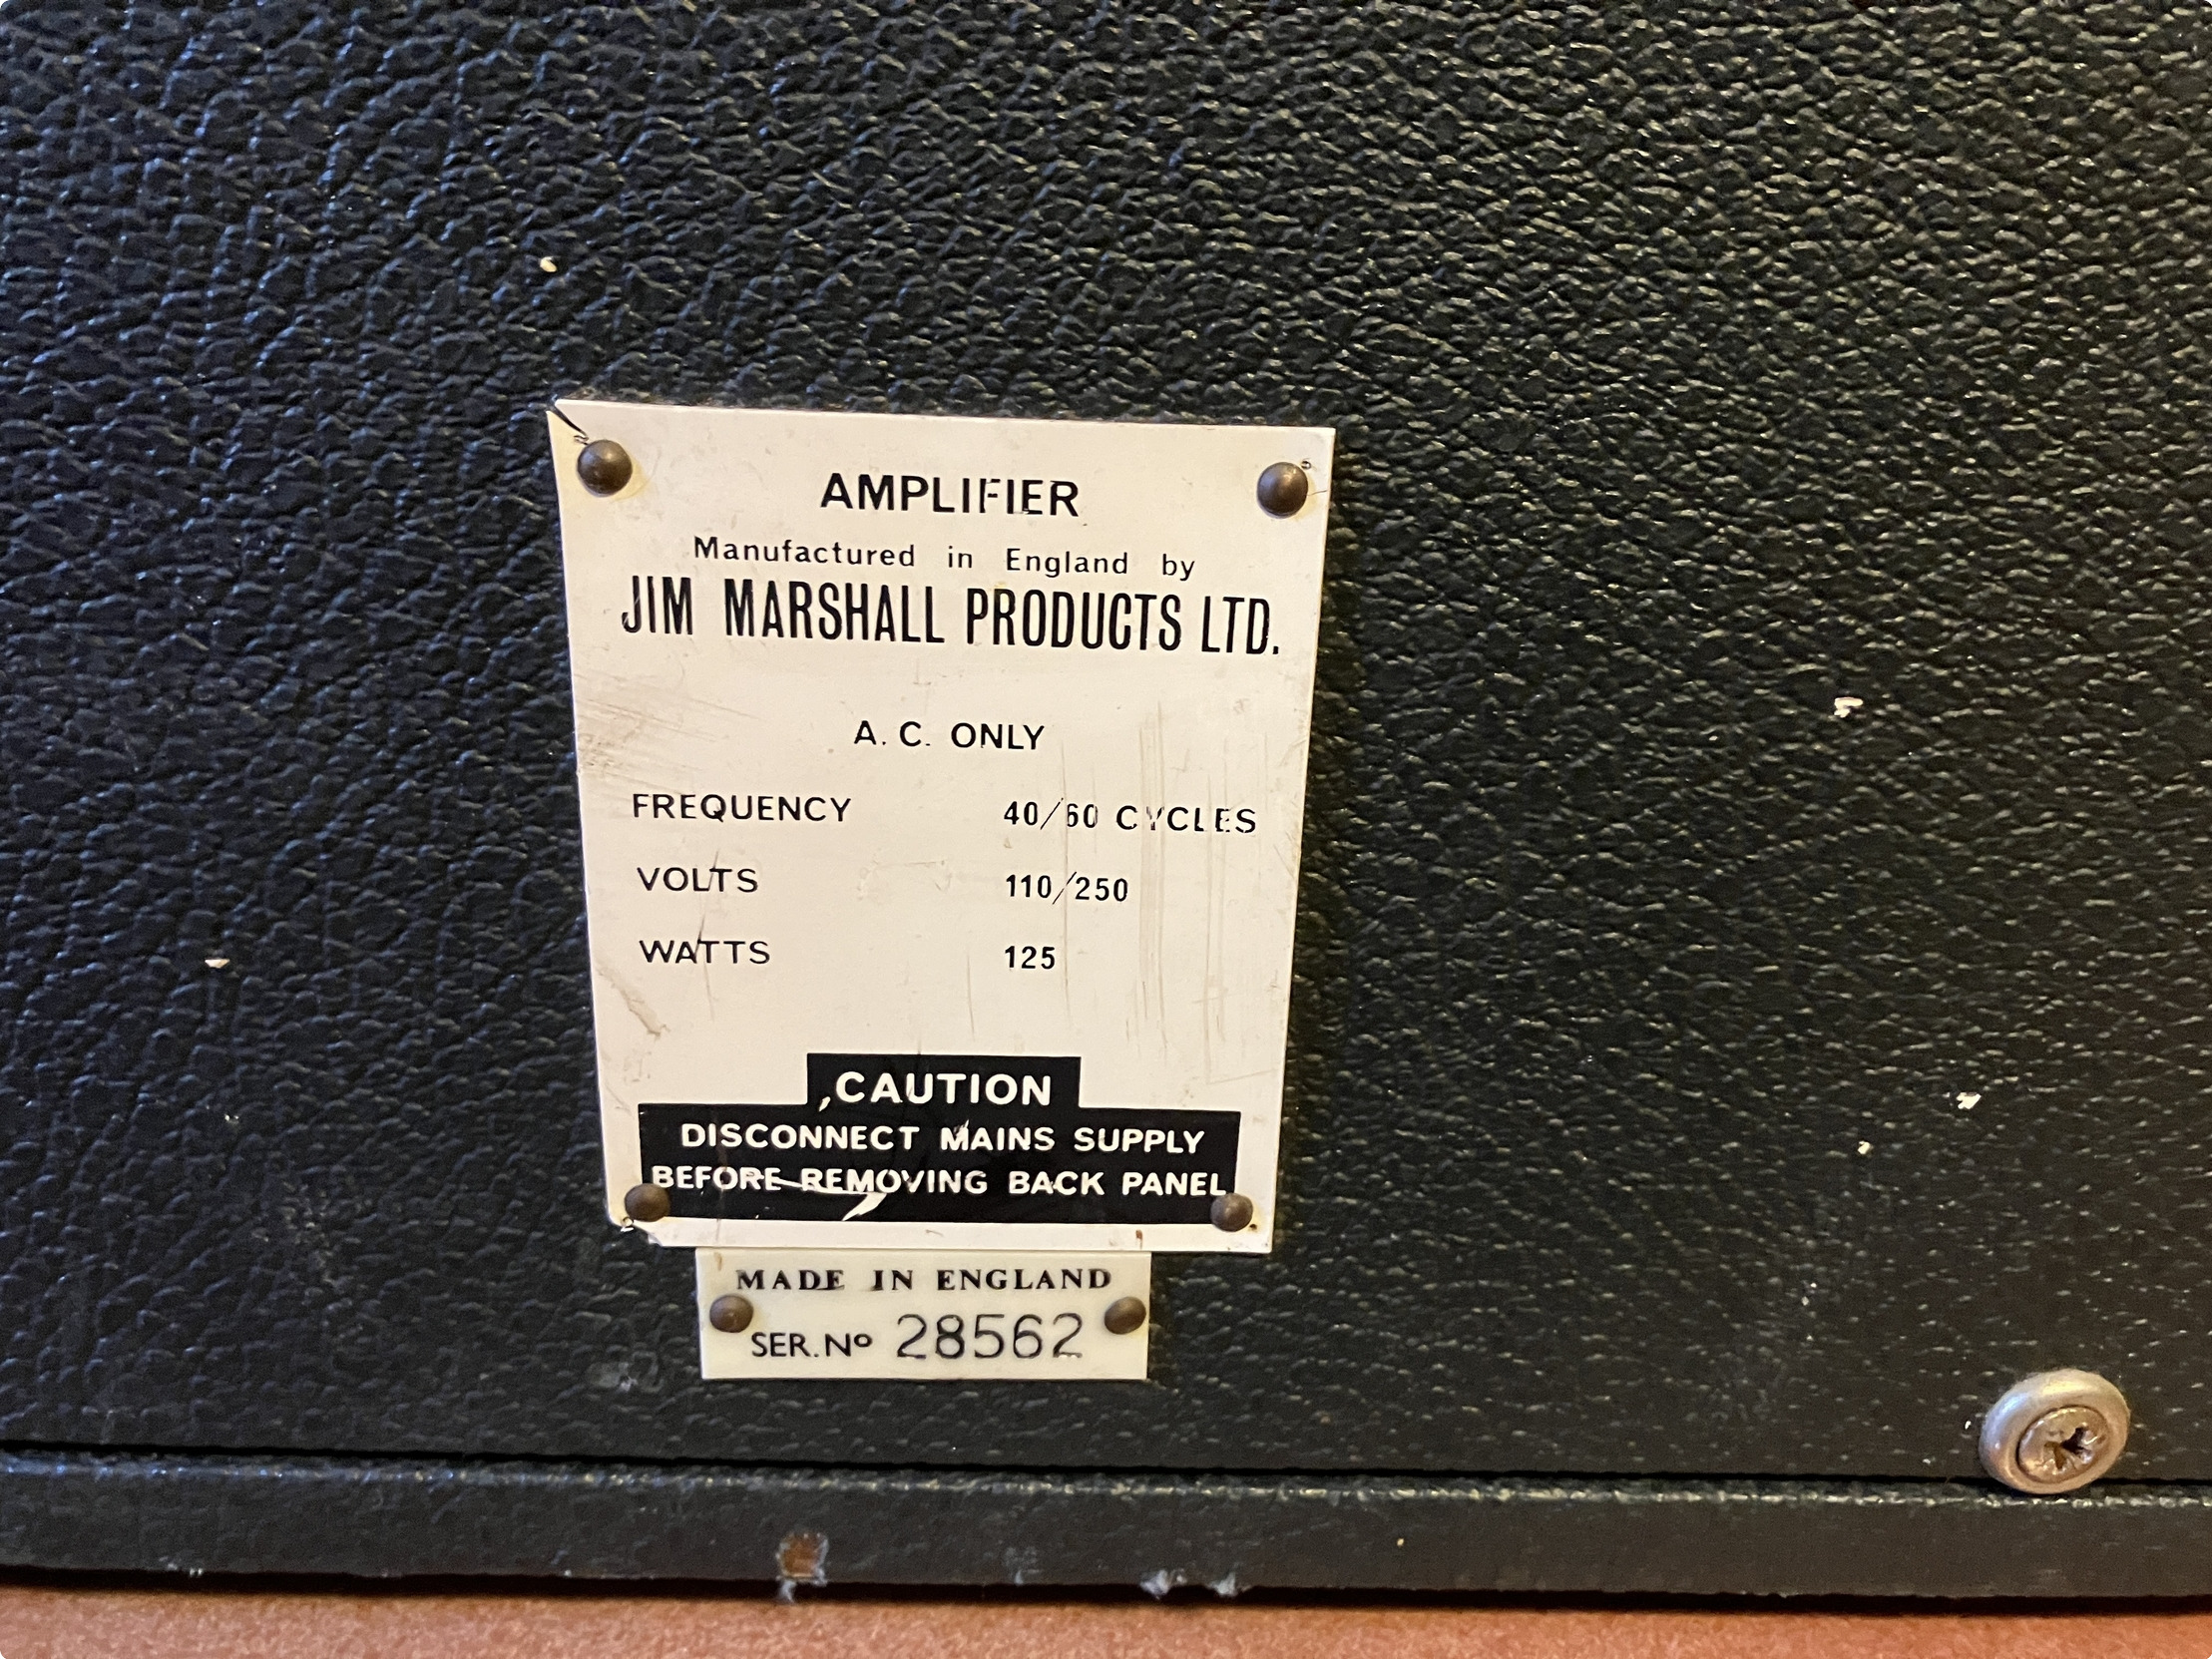 AMPLIFIER
Manufactured in England by
JIM MARSHALL PRODUCTS LTD.
A. C. ONLY
FREQUENCY 40/60 CYCLES
VOLTS 110/250
WATTS 125
CAUTION
DISCONNECT MAINS SUPPLY
BEFORE REMOVING BACK PANEL
MADE IN ENGLAND
SER. Nº 28562